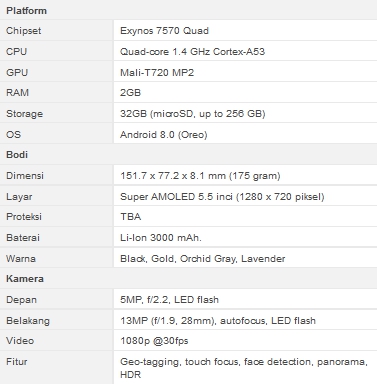 Platform
Chipset Exynos 7570 Quad
CPU Quad-core 1.4 GHz Cortex-A53
GPU Mali-T720 MP2
RAM 2GB
Storage 32GB (microSD, up to 256 GB)
OS Android 8.0 (Oreo)
Bodi
Dimensi 151.7 x 77.2 x 8.1 mm (175 gram)
Layar Super AMOLED 5.5 inci (1280 x 720 piksel)
Proteksi TBA
Baterai Li-Ion 3000 mAh.
Warna Black, Gold, Orchid Gray, Lavender
Kamera
Depan 5MP, f/2.2, LED flash
Belakang 13MP (f/1.9, 28mm), autofocus, LED flash
Video 1080p @30fps
Fitur Geo-tagging, touch focus, face detection, panorama,
HDR